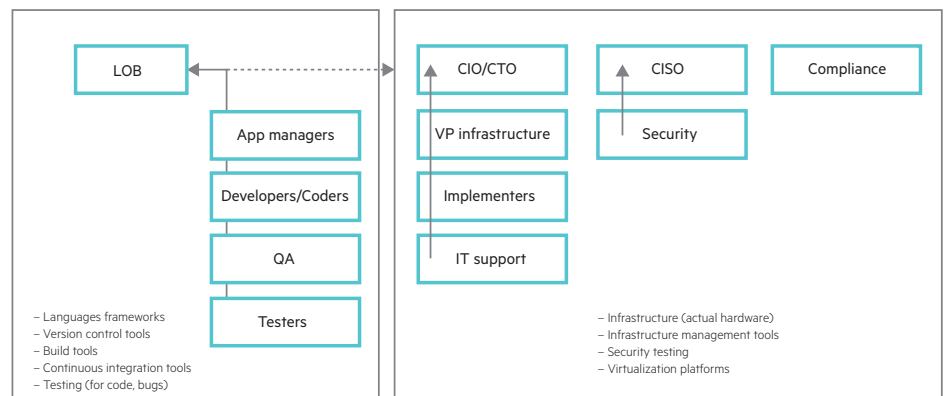 LOB
App managers
Developers/Coders
QA
Testers
– Languages frameworks
– Version control tools
– Build tools
– Continuous integration tools
– Testing (for code, bugs)
CIO/CTO
VP infrastructure
Implementers
IT support
CISO
Security
Compliance
– Infrastructure (actual hardware)
– Infrastructure management tools
– Security testing
– Virtualization platforms